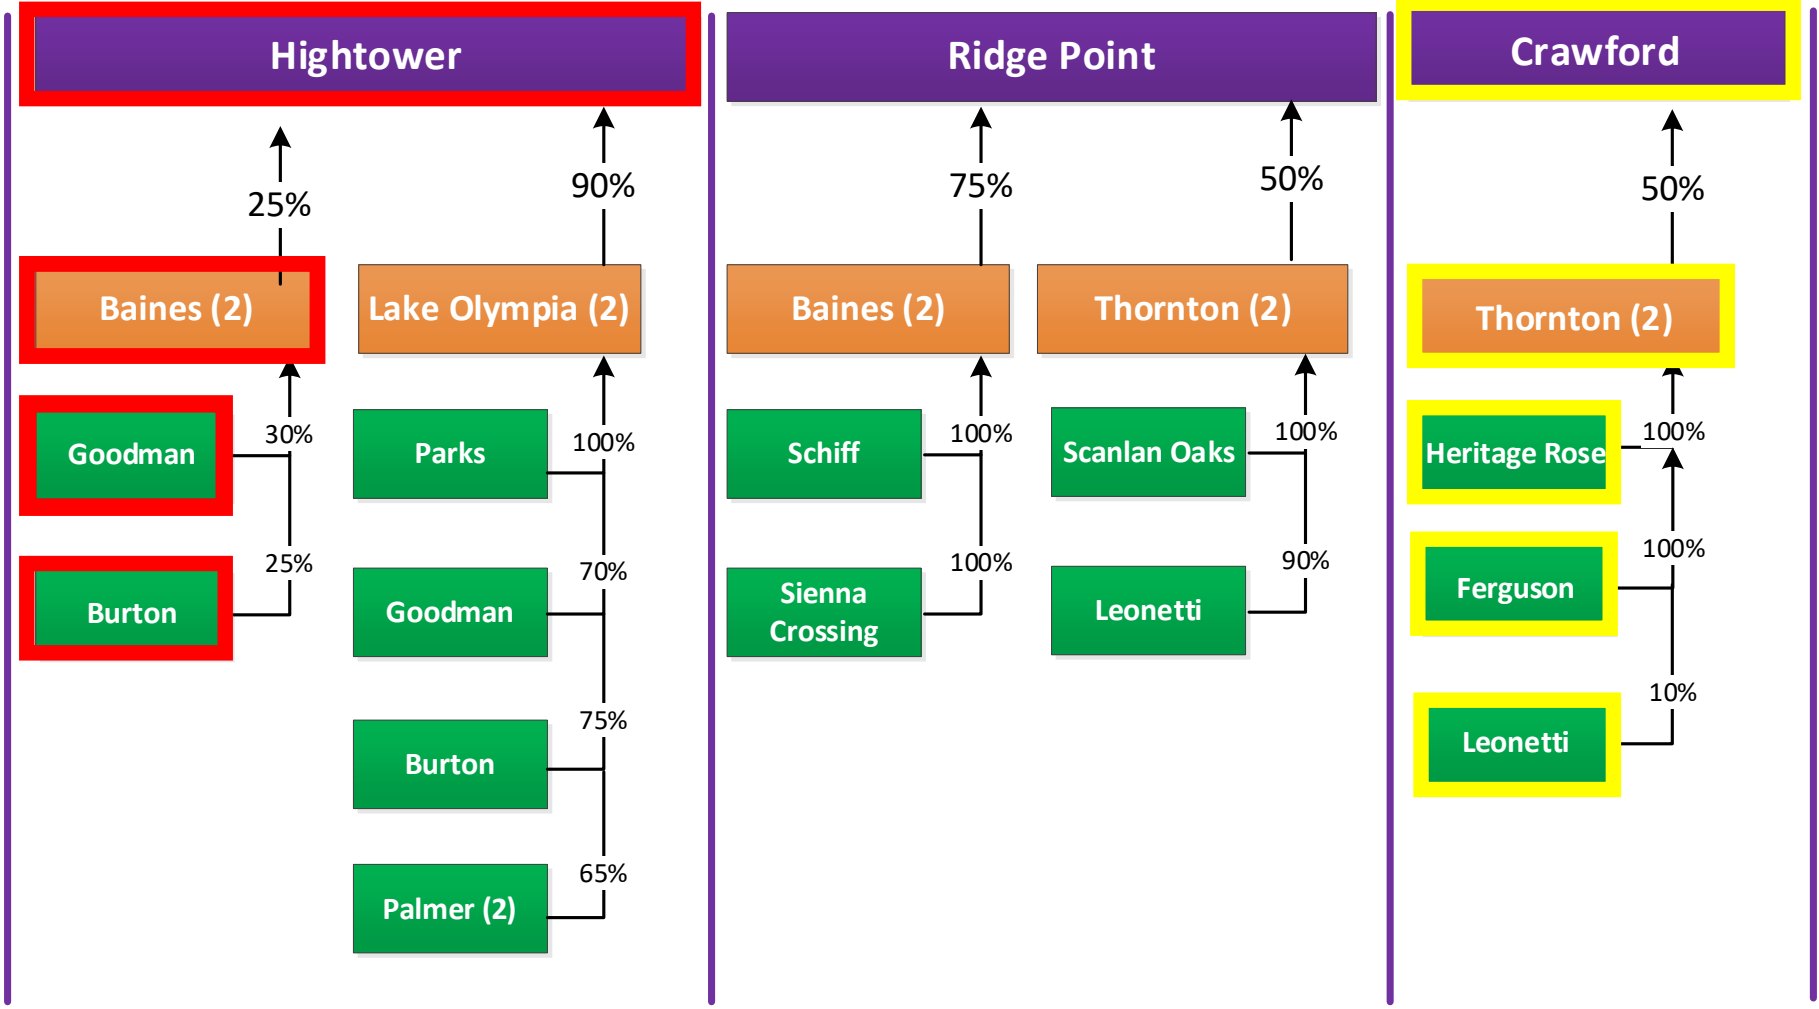 Hightower
25%
90%
Baines (2)
Lake Olympia (2)
Goodman
30%
Burton
25%
Parks
100%
Goodman
70%
Burton
75%
Palmer (2)
65%
Ridge Point
75%
50%
Baines (2)
Thornton (2)
Schiff
100%
Sienna
Crossing
100%
Scanlan Oaks
100%
Leonetti
90%
Crawford
50%
Thornton (2)
Heritage Rose
100%
Ferguson
100%
Leonetti
10%